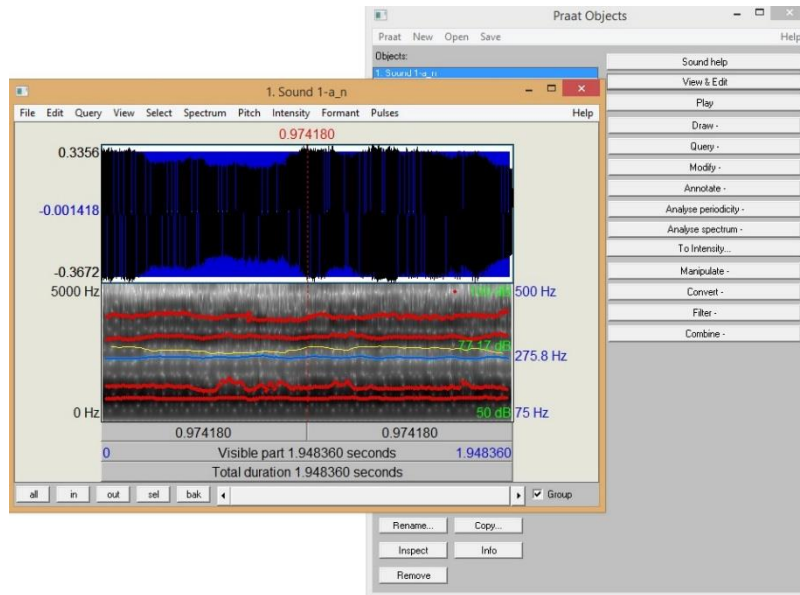 Praat Objects
Praat New Open Save Help
Objects:
1. Sound 1-a_n
Sound help
View & Edit
Play
Draw -
Query -
Modify -
Annotate -
Analyse periodicity -
Analyse spectrum -
To Intensity...
Manipulate -
Convert -
Filter -
Combine -
Rename... Copy...
Inspect Info
Remove
1. Sound 1-a_n
File Edit Query View Select Spectrum Pitch Intensity Formant Pulses Help
0.974180
0.3356
-0.001418
-0.3672
5000 Hz 500 Hz
77.17 dB 275.8 Hz
0 Hz 50 dB 75 Hz
0.974180 0.974180
0 Visible part 1.948360 seconds 1.948360
Total duration 1.948360 seconds
all in out sel bak Group